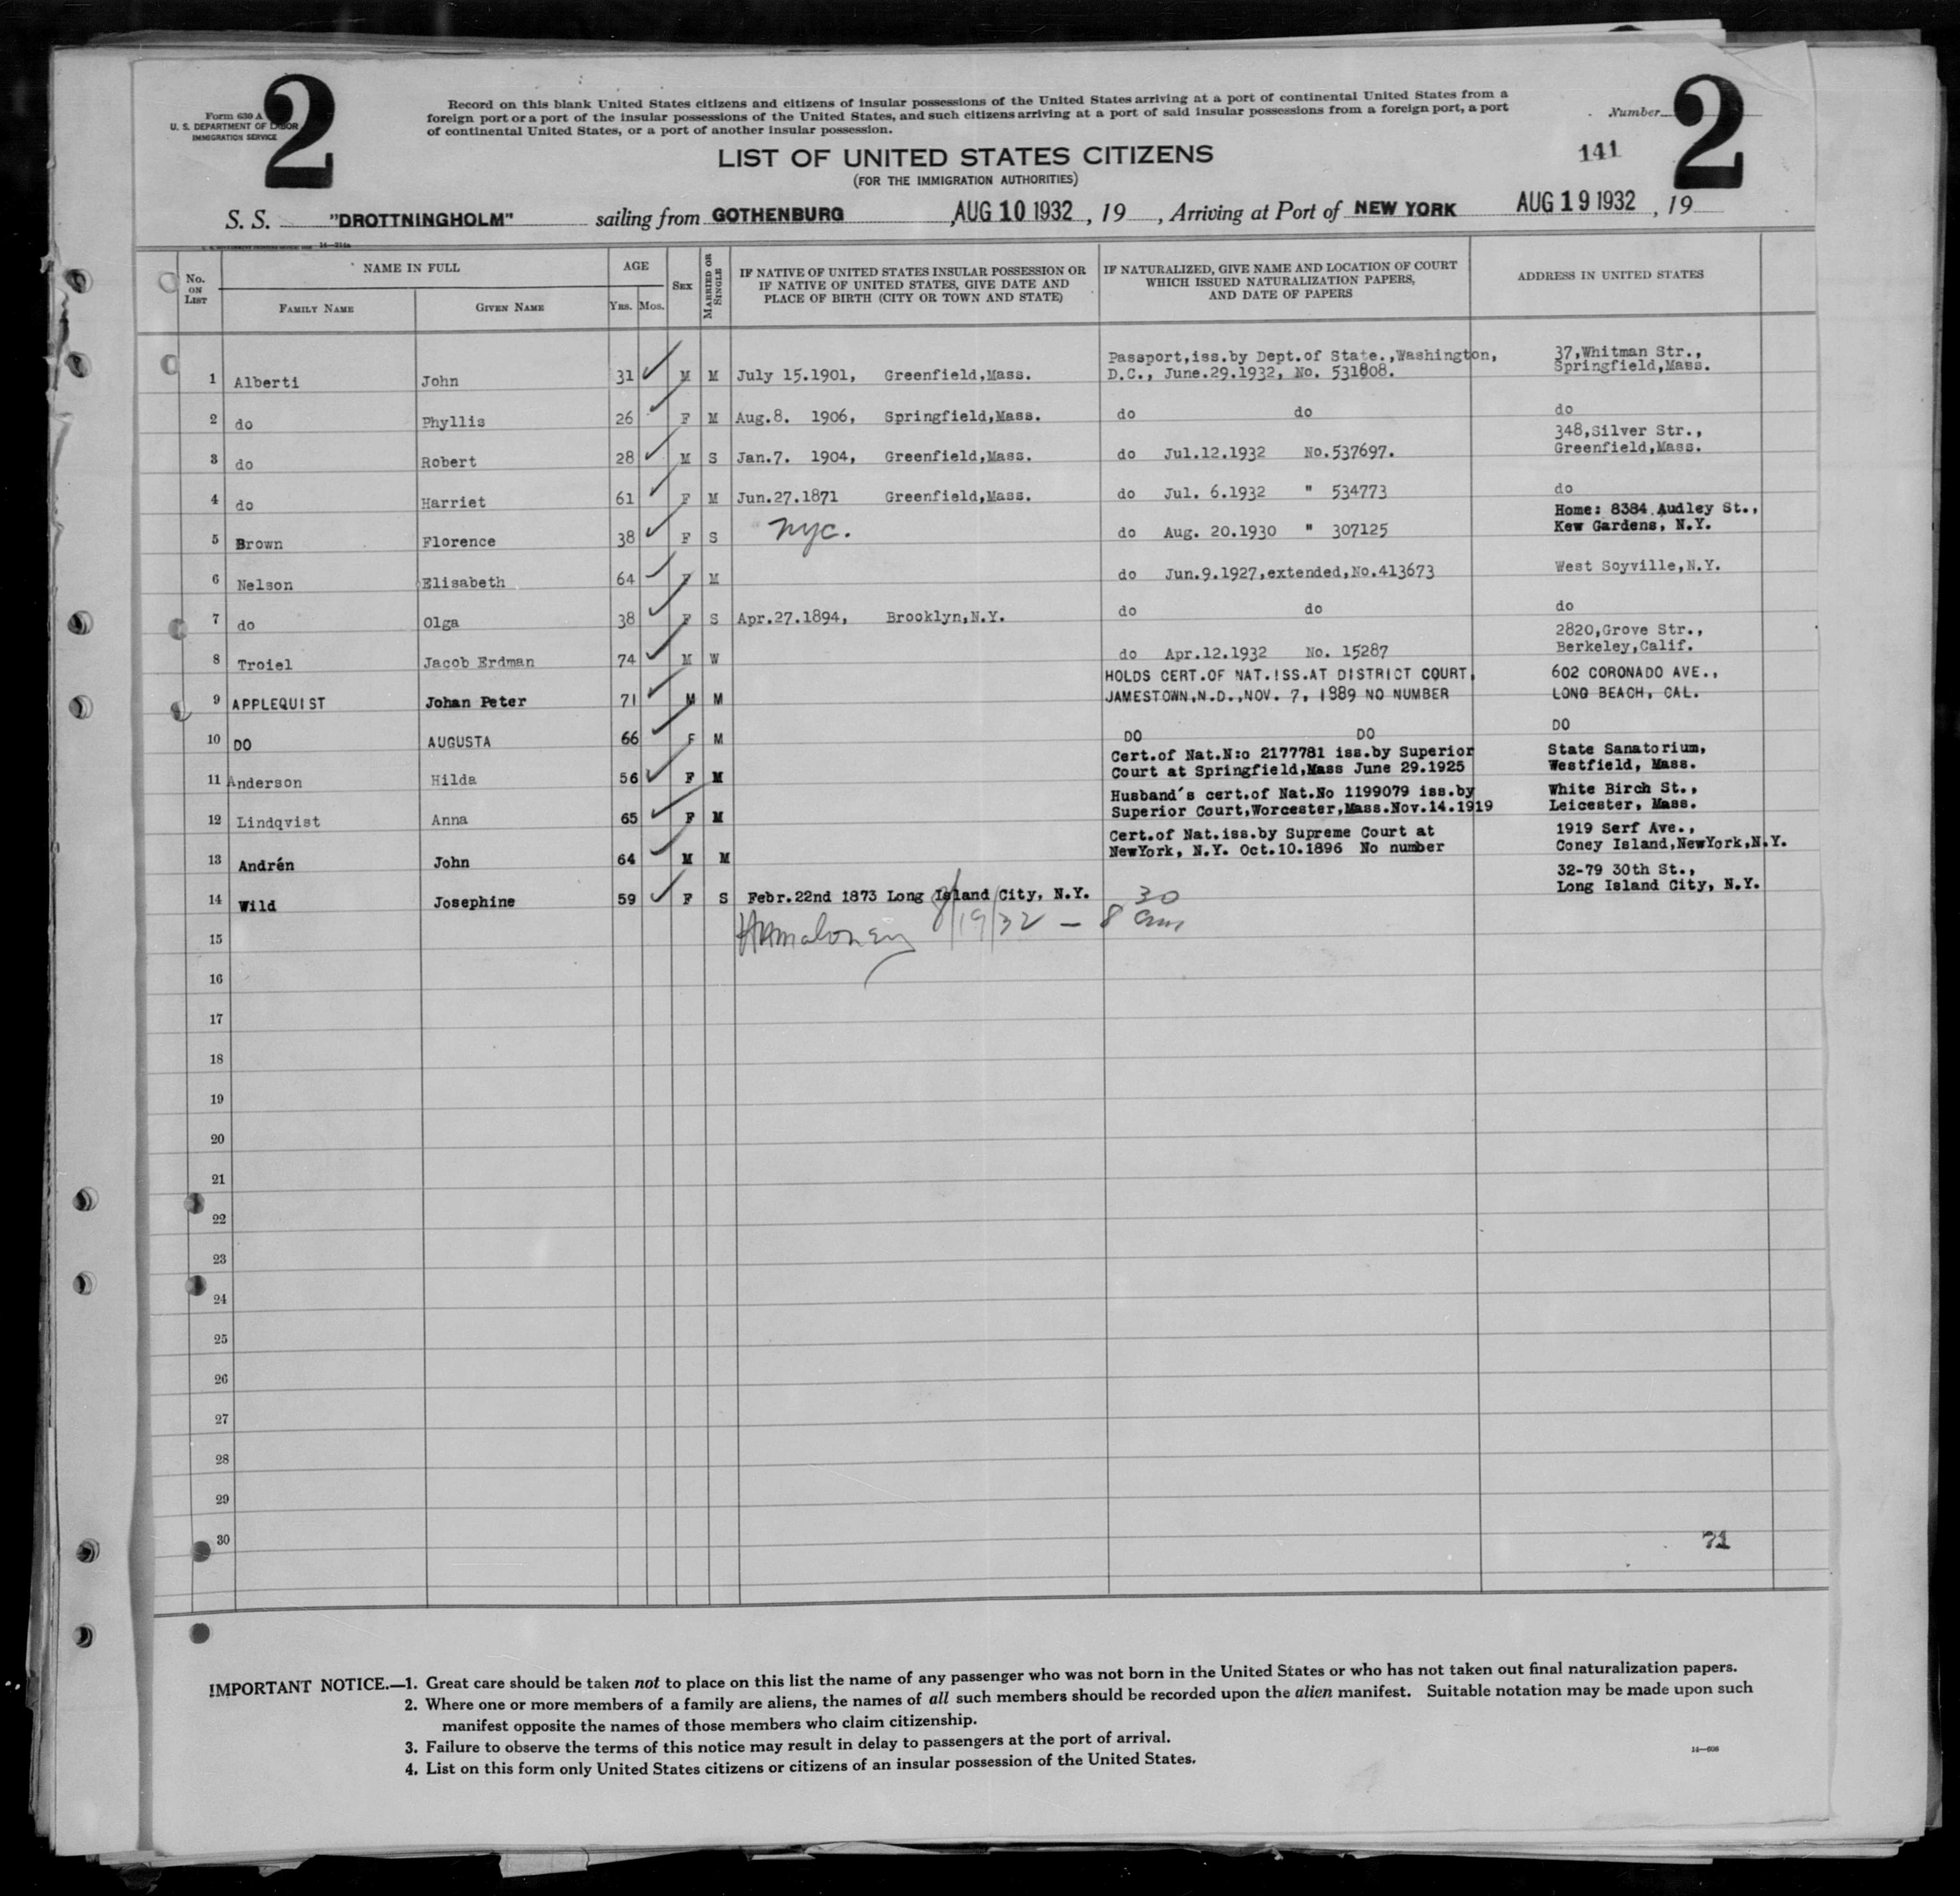 Form 630 A
U. S. DEPARTMENT OF LABOR
IMMIGRATION SERVICE
2
Record on this blank United States citizens and citizens of insular possessions of the United States arriving at a port of continental United States from a
foreign port or a port of the insular possessions of the United States, and such citizens arriving at a port of said insular possessions from a foreign port, a port
of continental United States, or a port of another insular possession.
Number
2
141
LIST OF UNITED STATES CITIZENS
(FOR THE IMMIGRATION AUTHORITIES)
S. S. "DROTTNINGHOLM" sailing from GOTHENBURG, AUG 10 1932, 19 , Arriving at Port of NEW YORK AUG 19 1932, 19
No. ON LIST
NAME IN FULL
FAMILY NAME GIVEN NAME
AGE
YRS. MOS.
SEX
MARRIED OR SINGLE
IF NATIVE OF UNITED STATES INSULAR POSSESSION OR
IF NATIVE OF UNITED STATES, GIVE DATE AND
PLACE OF BIRTH (CITY OR TOWN AND STATE)
IF NATURALIZED, GIVE NAME AND LOCATION OF COURT
WHICH ISSUED NATURALIZATION PAPERS,
AND DATE OF PAPERS
ADDRESS IN UNITED STATES
Passport,iss.by Dept.of State.,Washington, 37,Whitman Str.,
1 Alberti John 31 M M July 15.1901, Greenfield,Mass. D.C., June.29.1932, No. 531808. Springfield,Mass.
2 do Phyllis 26 F M Aug.8. 1906, Springfield,Mass. do do do
348,Silver Str.,
3 do Robert 28 M S Jan.7. 1904, Greenfield,Mass. do Jul.12.1932 No.537697. Greenfield,Mass.
4 do Harriet 61 F M Jun.27.1871 Greenfield,Mass. do Jul. 6.1932 " 534773 do
Home: 8384 Audley St.,
5 Brown Florence 38 F S NYC. do Aug. 20.1930 " 307125 Kew Gardens, N.Y.
6 Nelson Elisabeth 64 F M do Jun.9.1927,extended,No.413673 West Soyville,N.Y.
7 do Olga 38 F S Apr.27.1894, Brooklyn,N.Y. do do do
2820,Grove Str.,
8 Troiel Jacob Erdman 74 M W do Apr.12.1932 No. 15287 Berkeley,Calif.
HOLDS CERT.OF NAT.ISS.AT DISTRICT COURT, 602 CORONADO AVE.,
9 APPLEQUIST Johan Peter 71 M M JAMESTOWN,N.D.,NOV. 7, 1889 NO NUMBER LONG BEACH, CAL.
10 DO AUGUSTA 66 F M DO DO DO
Cert.of Nat.N:o 2177781 iss.by Superior State Sanatorium,
11 Anderson Hilda 56 F M Court at Springfield,Mass June 29.1925 Westfield, Mass.
Husband's cert.of Nat.No 1199079 iss.by White Birch St.,
12 Lindqvist Anna 65 F M Superior Court,Worcester,Mass.Nov.14.1919 Leicester, Mass.
Cert.of Nat.iss.by Supreme Court at 1919 Serf Ave.,
13 Andrén John 64 M M NewYork, N.Y. Oct.10.1896 No number Coney Island,NewYork,N.Y.
32-79 30th St.,
14 Wild Josephine 59 F S Febr.22nd 1873 Long Island City, N.Y. Long Island City, N.Y.
15 8/19/32 — 8 30 am
16
17
18
19
20
21
22
23
24
25
26
27
28
29
30
71
IMPORTANT NOTICE.—1. Great care should be taken not to place on this list the name of any passenger who was not born in the United States or who has not taken out final naturalization papers.
2. Where one or more members of a family are aliens, the names of all such members should be recorded upon the alien manifest. Suitable notation may be made upon such
manifest opposite the names of those members who claim citizenship.
3. Failure to observe the terms of this notice may result in delay to passengers at the port of arrival.
4. List on this form only United States citizens or citizens of an insular possession of the United States.